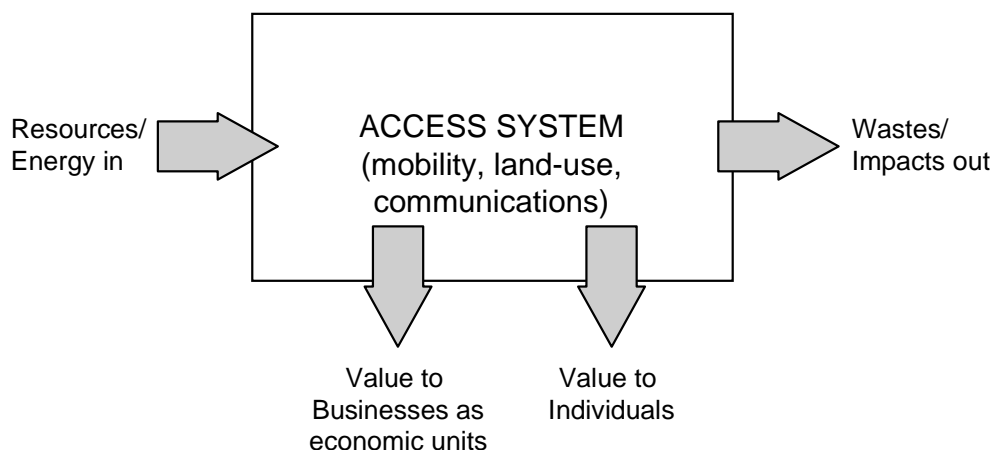 Resources/
Energy in
ACCESS SYSTEM
(mobility, land-use,
communications)
Wastes/
Impacts out
Value to
Businesses as
economic units
Value to
Individuals